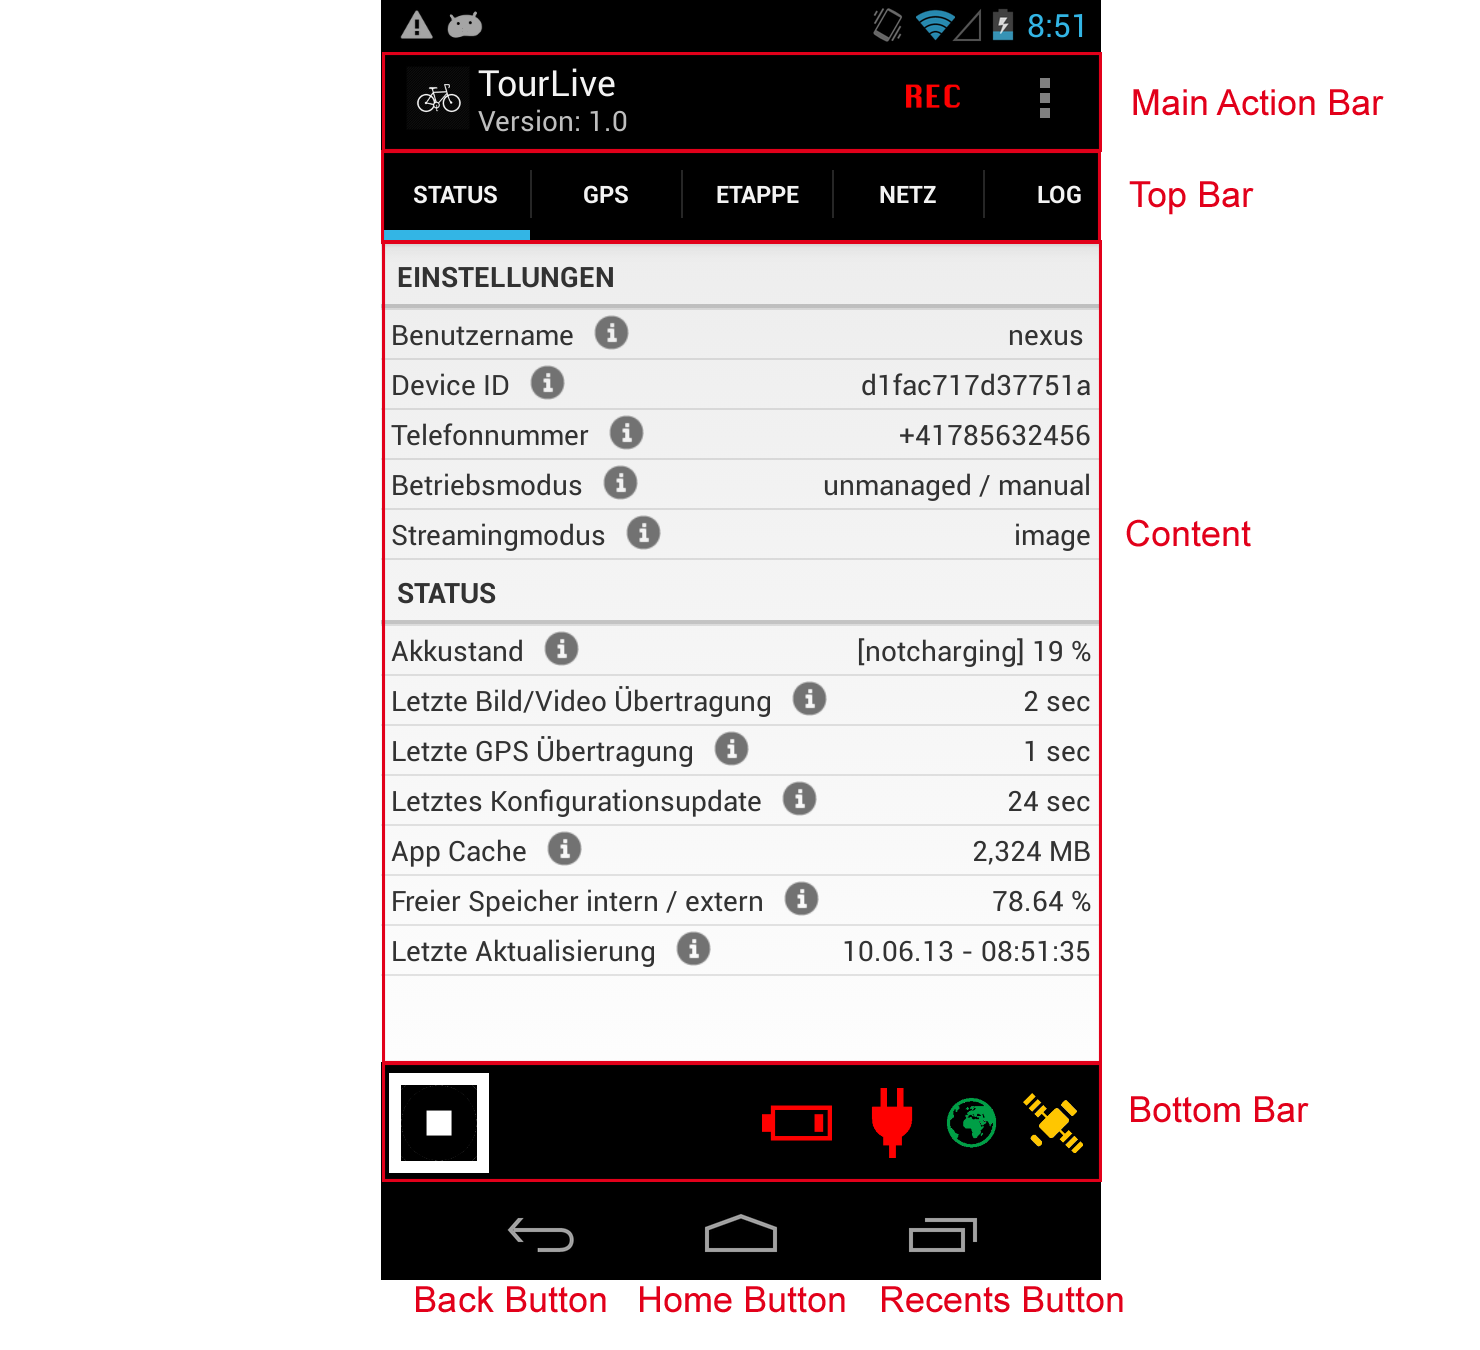 8:51
TourLive
Version: 1.0
REC
Main Action Bar
STATUS GPS ETAPPE NETZ LOG
Top Bar
EINSTELLUNGEN
Benutzername nexus
Device ID d1fac717d37751a
Telefonnummer +41785632456
Betriebsmodus unmanaged / manual
Streamingmodus image
Content
STATUS
Akkustand [notcharging] 19 %
Letzte Bild/Video Übertragung 2 sec
Letzte GPS Übertragung 1 sec
Letztes Konfigurationsupdate 24 sec
App Cache 2,324 MB
Freier Speicher intern / extern 78.64 %
Letzte Aktualisierung 10.06.13 - 08:51:35
Bottom Bar
Back Button Home Button Recents Button